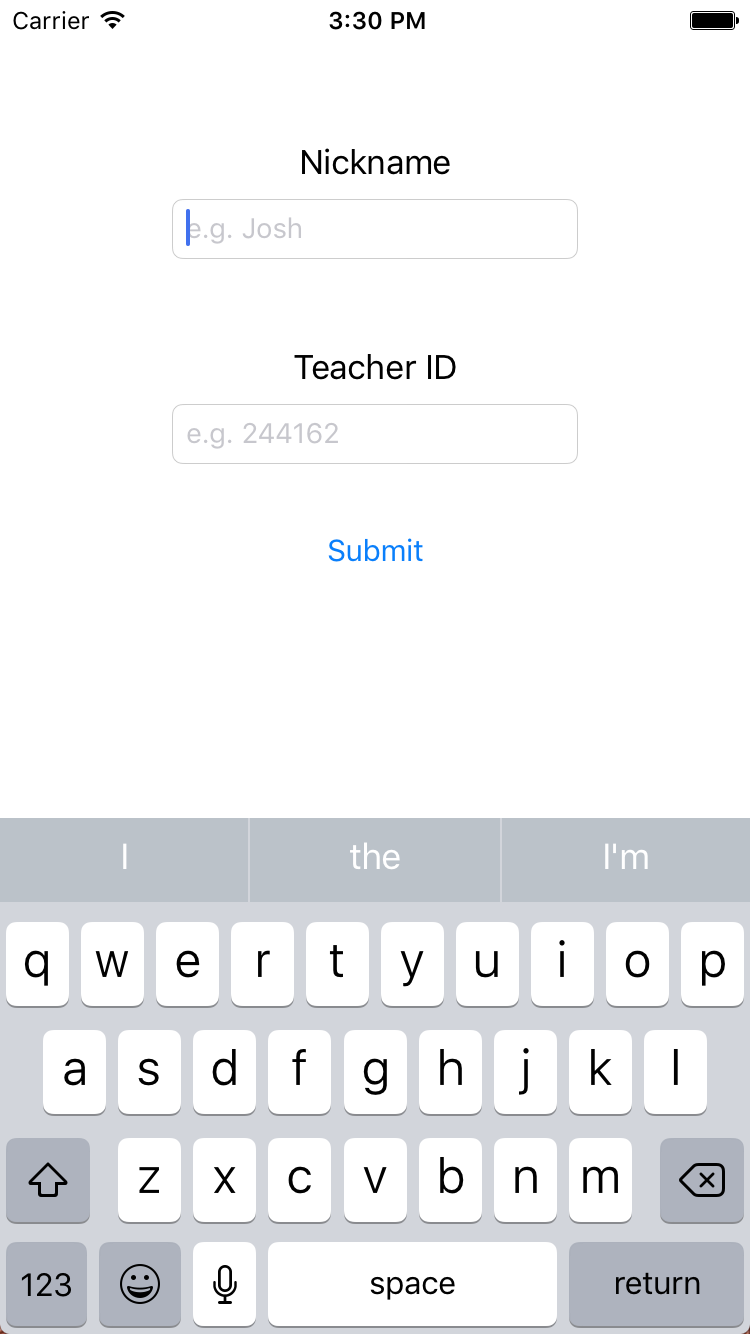 Carrier 3:30 PM
Nickname
e.g. Josh
Teacher ID
e.g. 244162
Submit
I the I'm
q w e r t y u i o p
a s d f g h j k l
z x c v b n m
123 space return